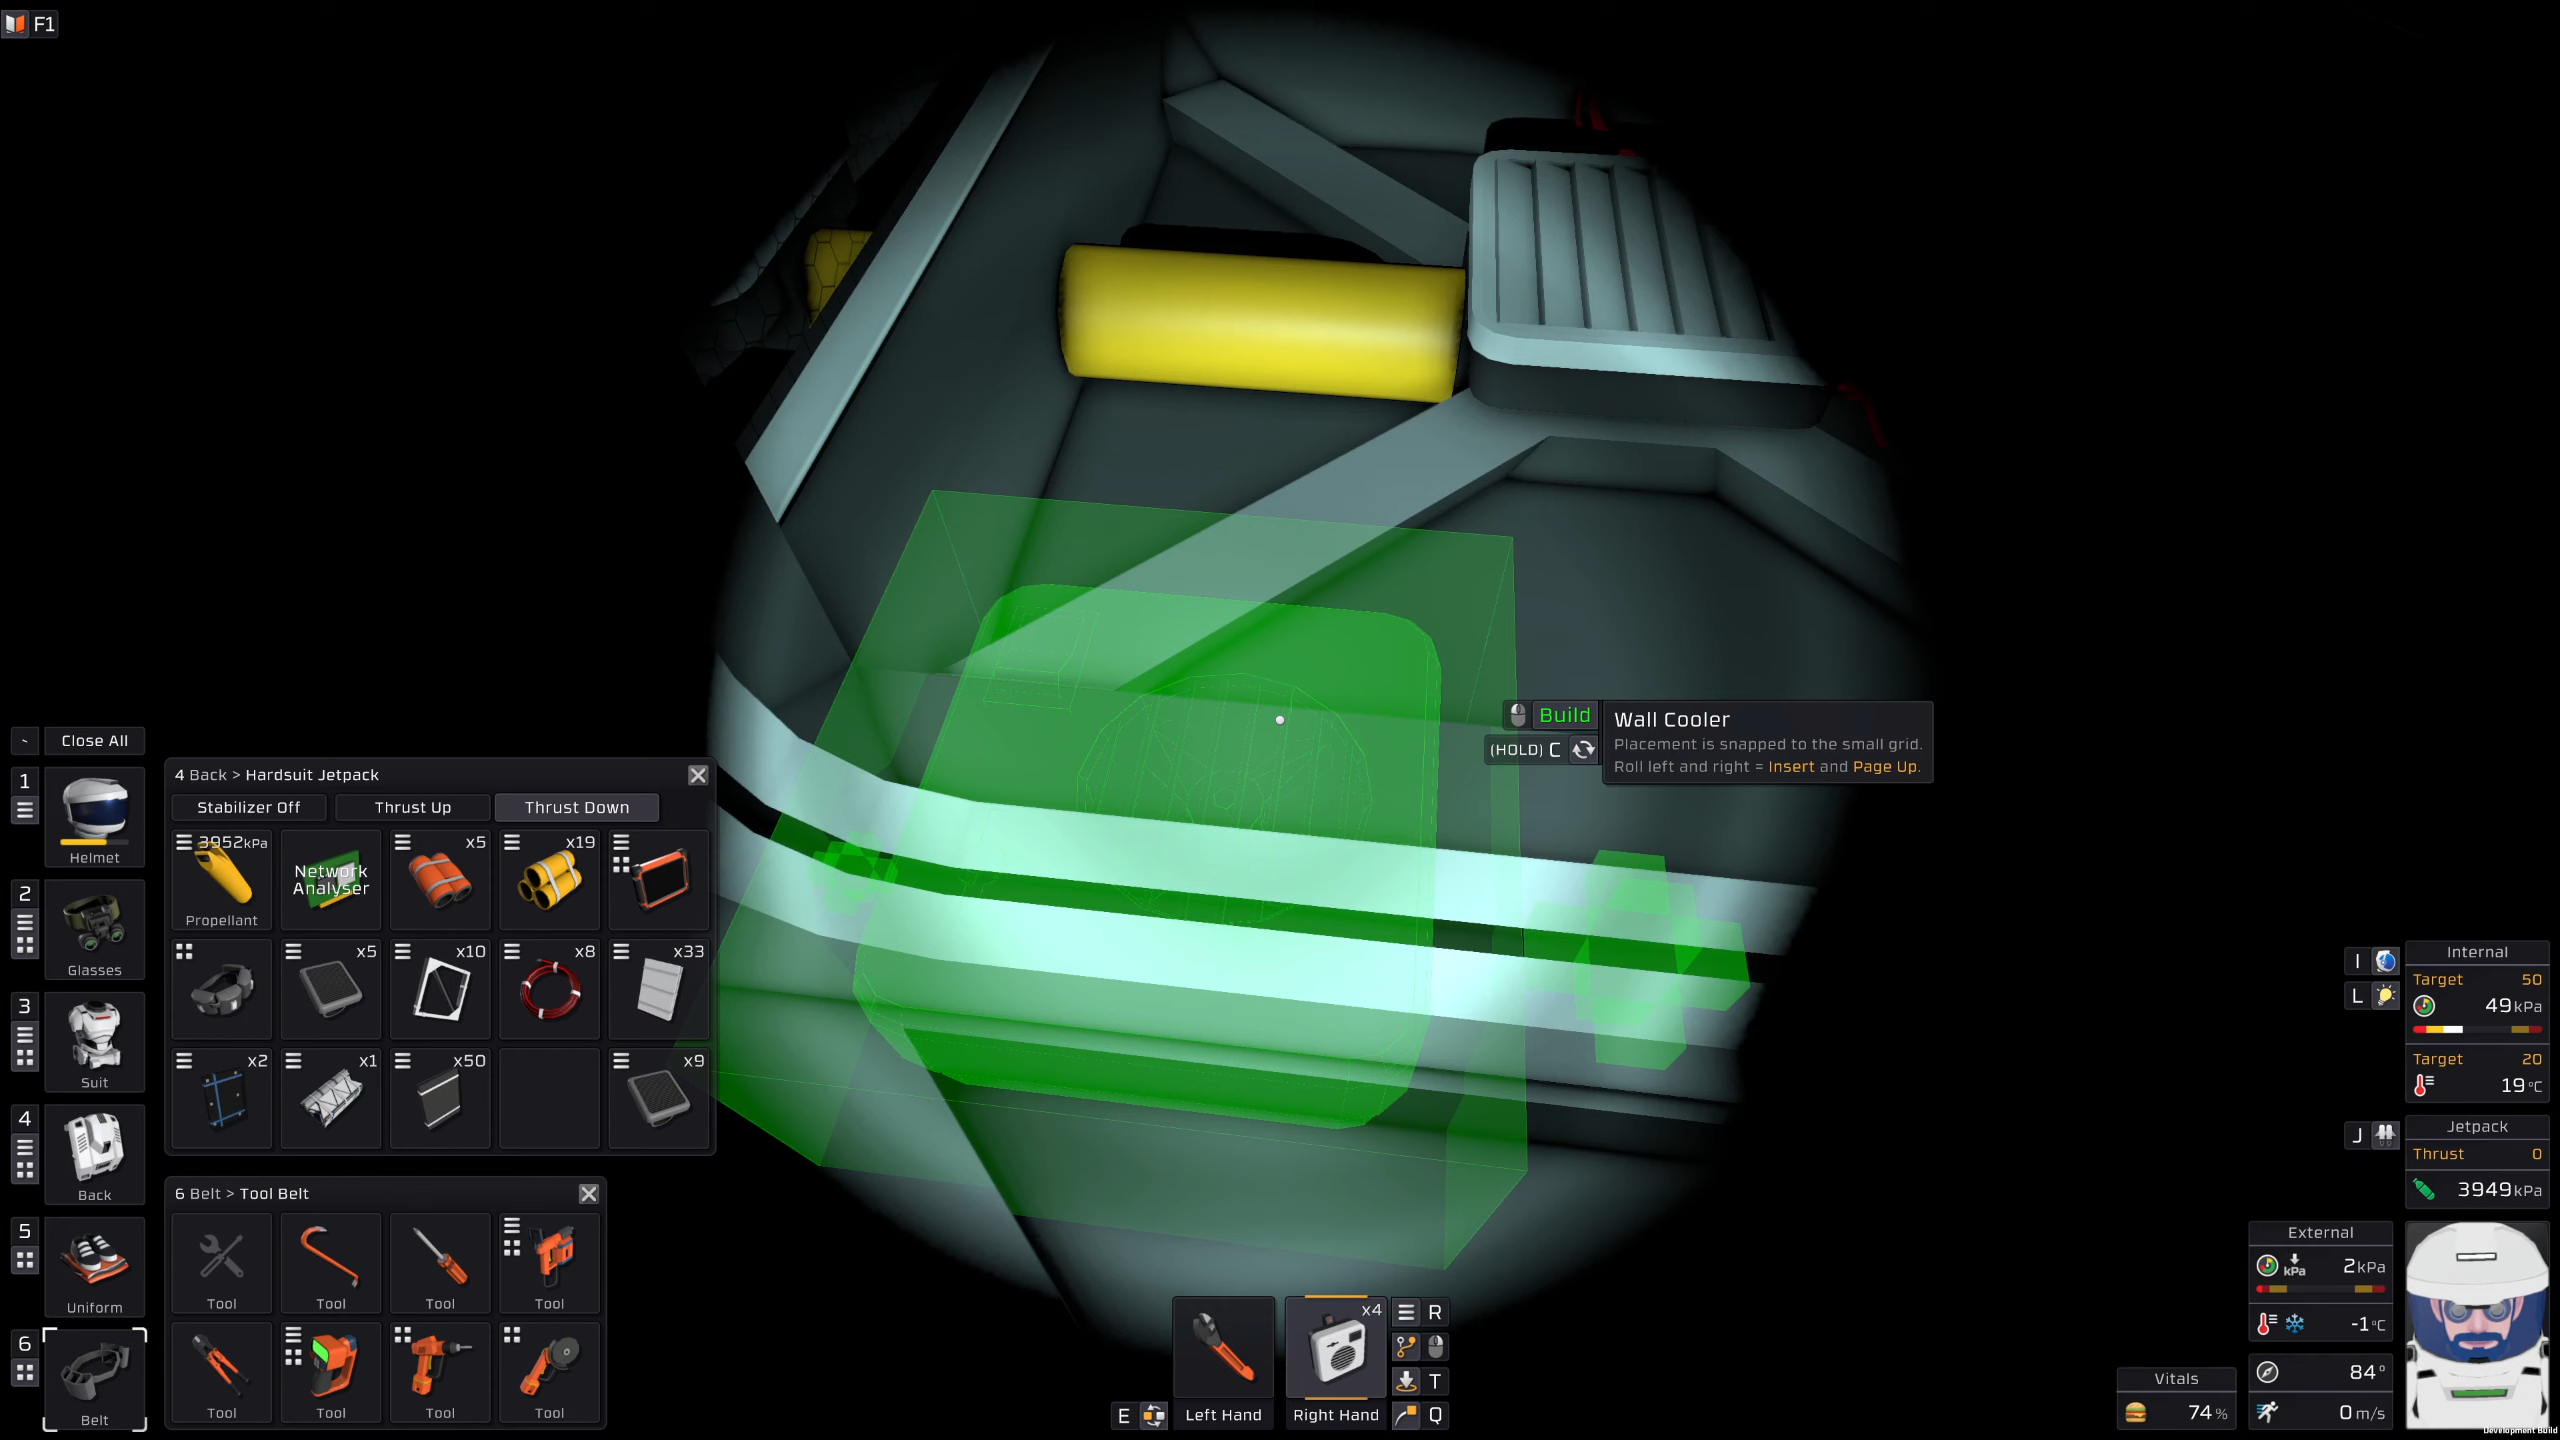 F1
Build
Wall Cooler
(HOLD) C
Placement is snapped to the small grid.
Roll left and right = Insert and Page Up.
~ Close All
1
Helmet
2
Glasses
3
Suit
4
Back
5
Uniform
6
Belt
4 Back > Hardsuit Jetpack
Stabilizer Off
Thrust Up
Thrust Down
3952kPa
Propellant
Network
Analyser
x5
x19
x5
x10
x8
x33
x2
x1
x50
x9
6 Belt > Tool Belt
Tool
Tool
Tool
Tool
Tool
Tool
Tool
Tool
E
Left Hand
x4
Right Hand
R
T
Q
I
L
Internal
Target 50
49kPa
Target 20
19°C
J
Jetpack
Thrust 0
3949kPa
External
kPa
2kPa
-1°C
84°
0m/s
Vitals
74%
Development Build